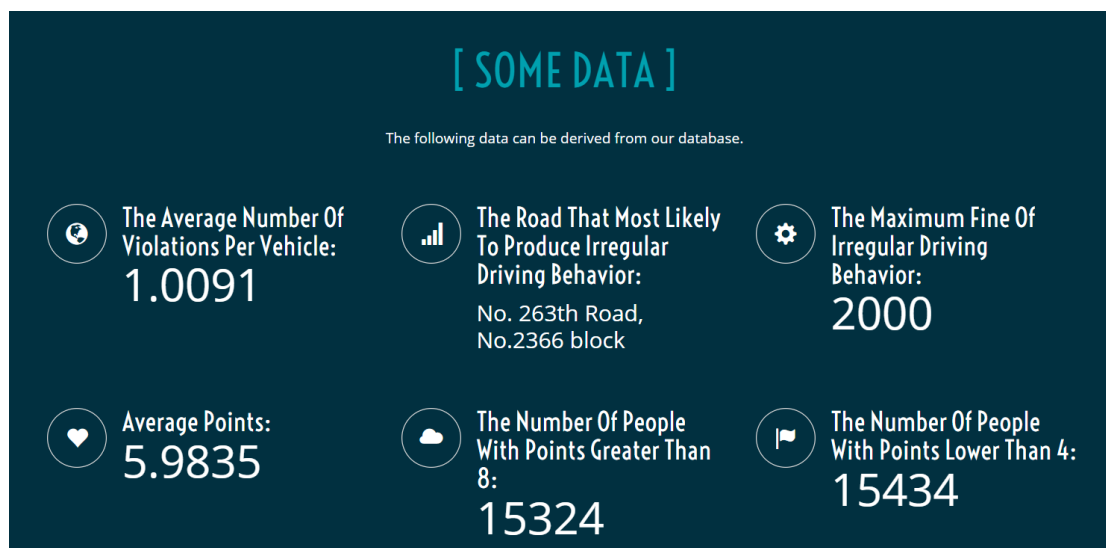 [ SOME DATA ]
The following data can be derived from our database.
The Average Number Of
Violations Per Vehicle:
1.0091
The Road That Most Likely
To Produce Irregular
Driving Behavior:
No. 263th Road,
No.2366 block
The Maximum Fine Of
Irregular Driving
Behavior:
2000
Average Points:
5.9835
The Number Of People
With Points Greater Than
8:
15324
The Number Of People
With Points Lower Than 4:
15434